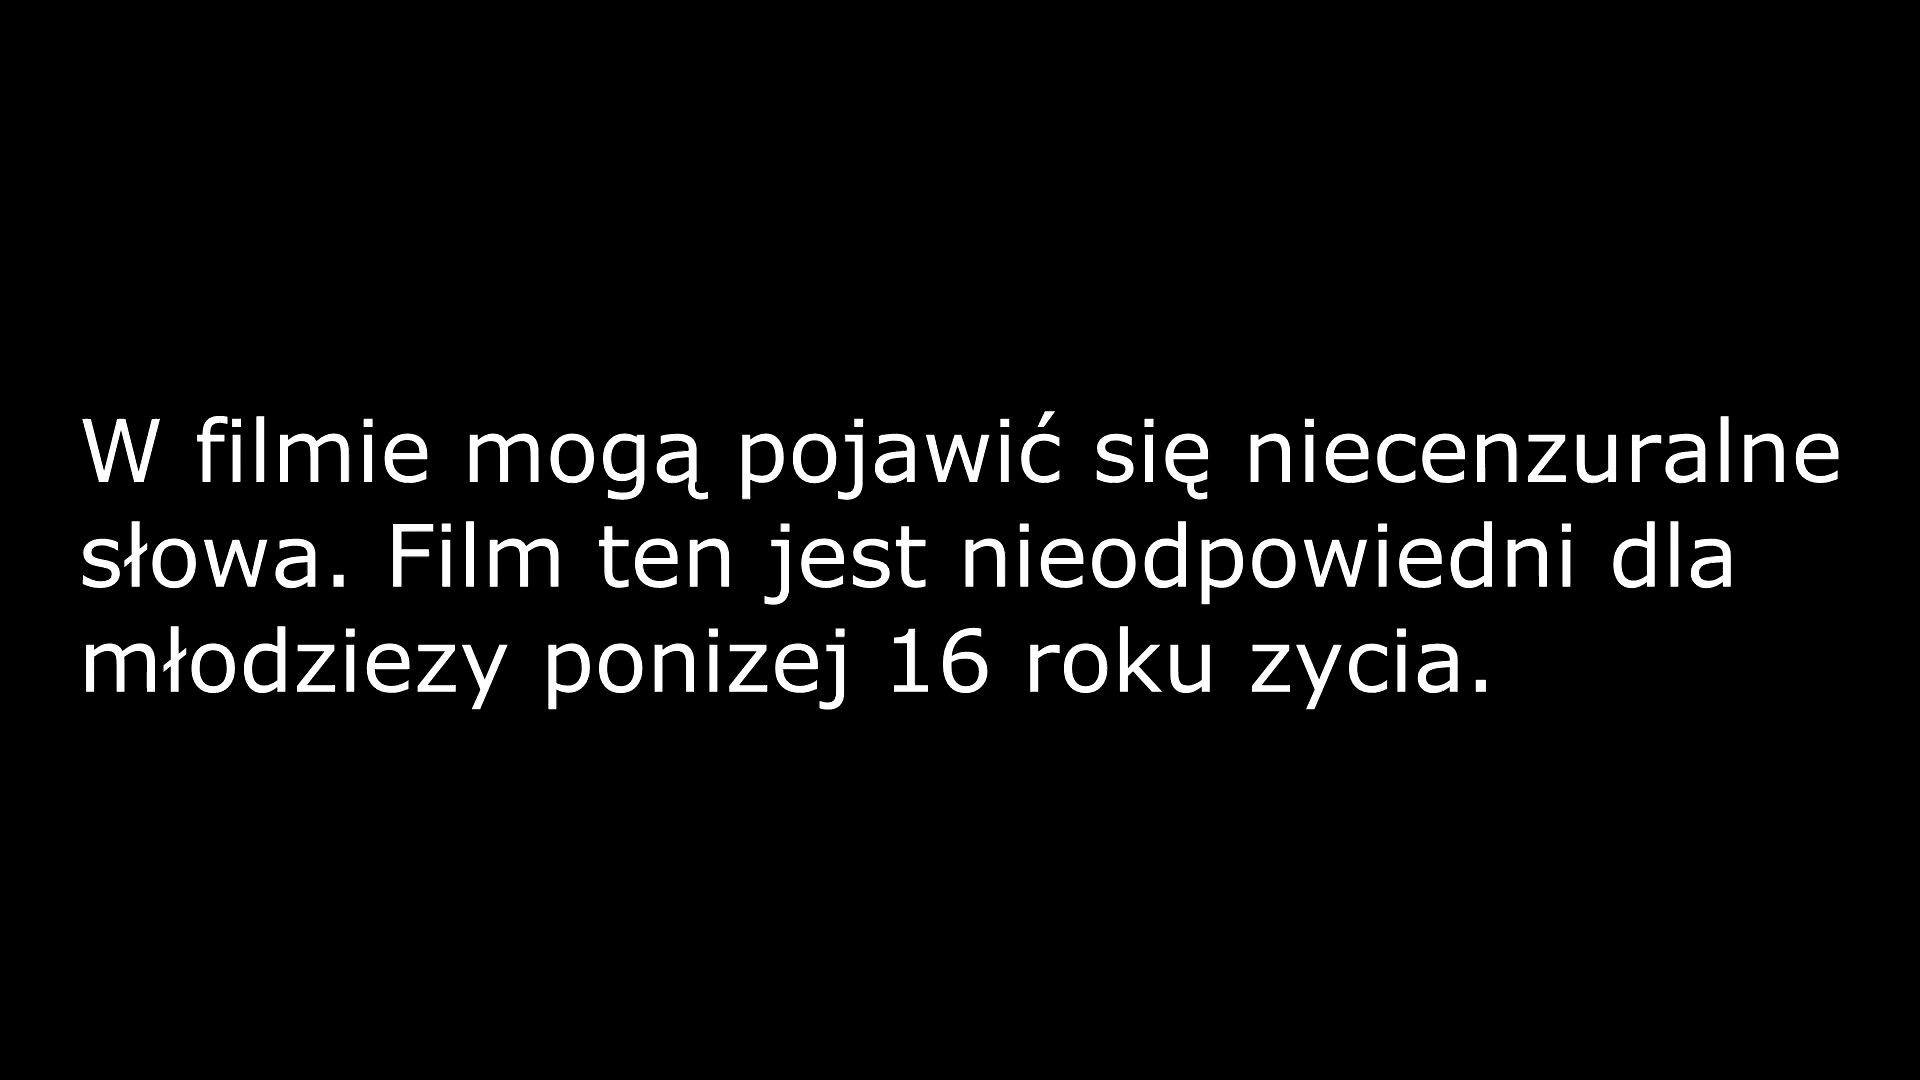 W filmie mogą pojawić się niecenzuralne
słowa. Film ten jest nieodpowiedni dla
młodziezy ponizej 16 roku zycia.